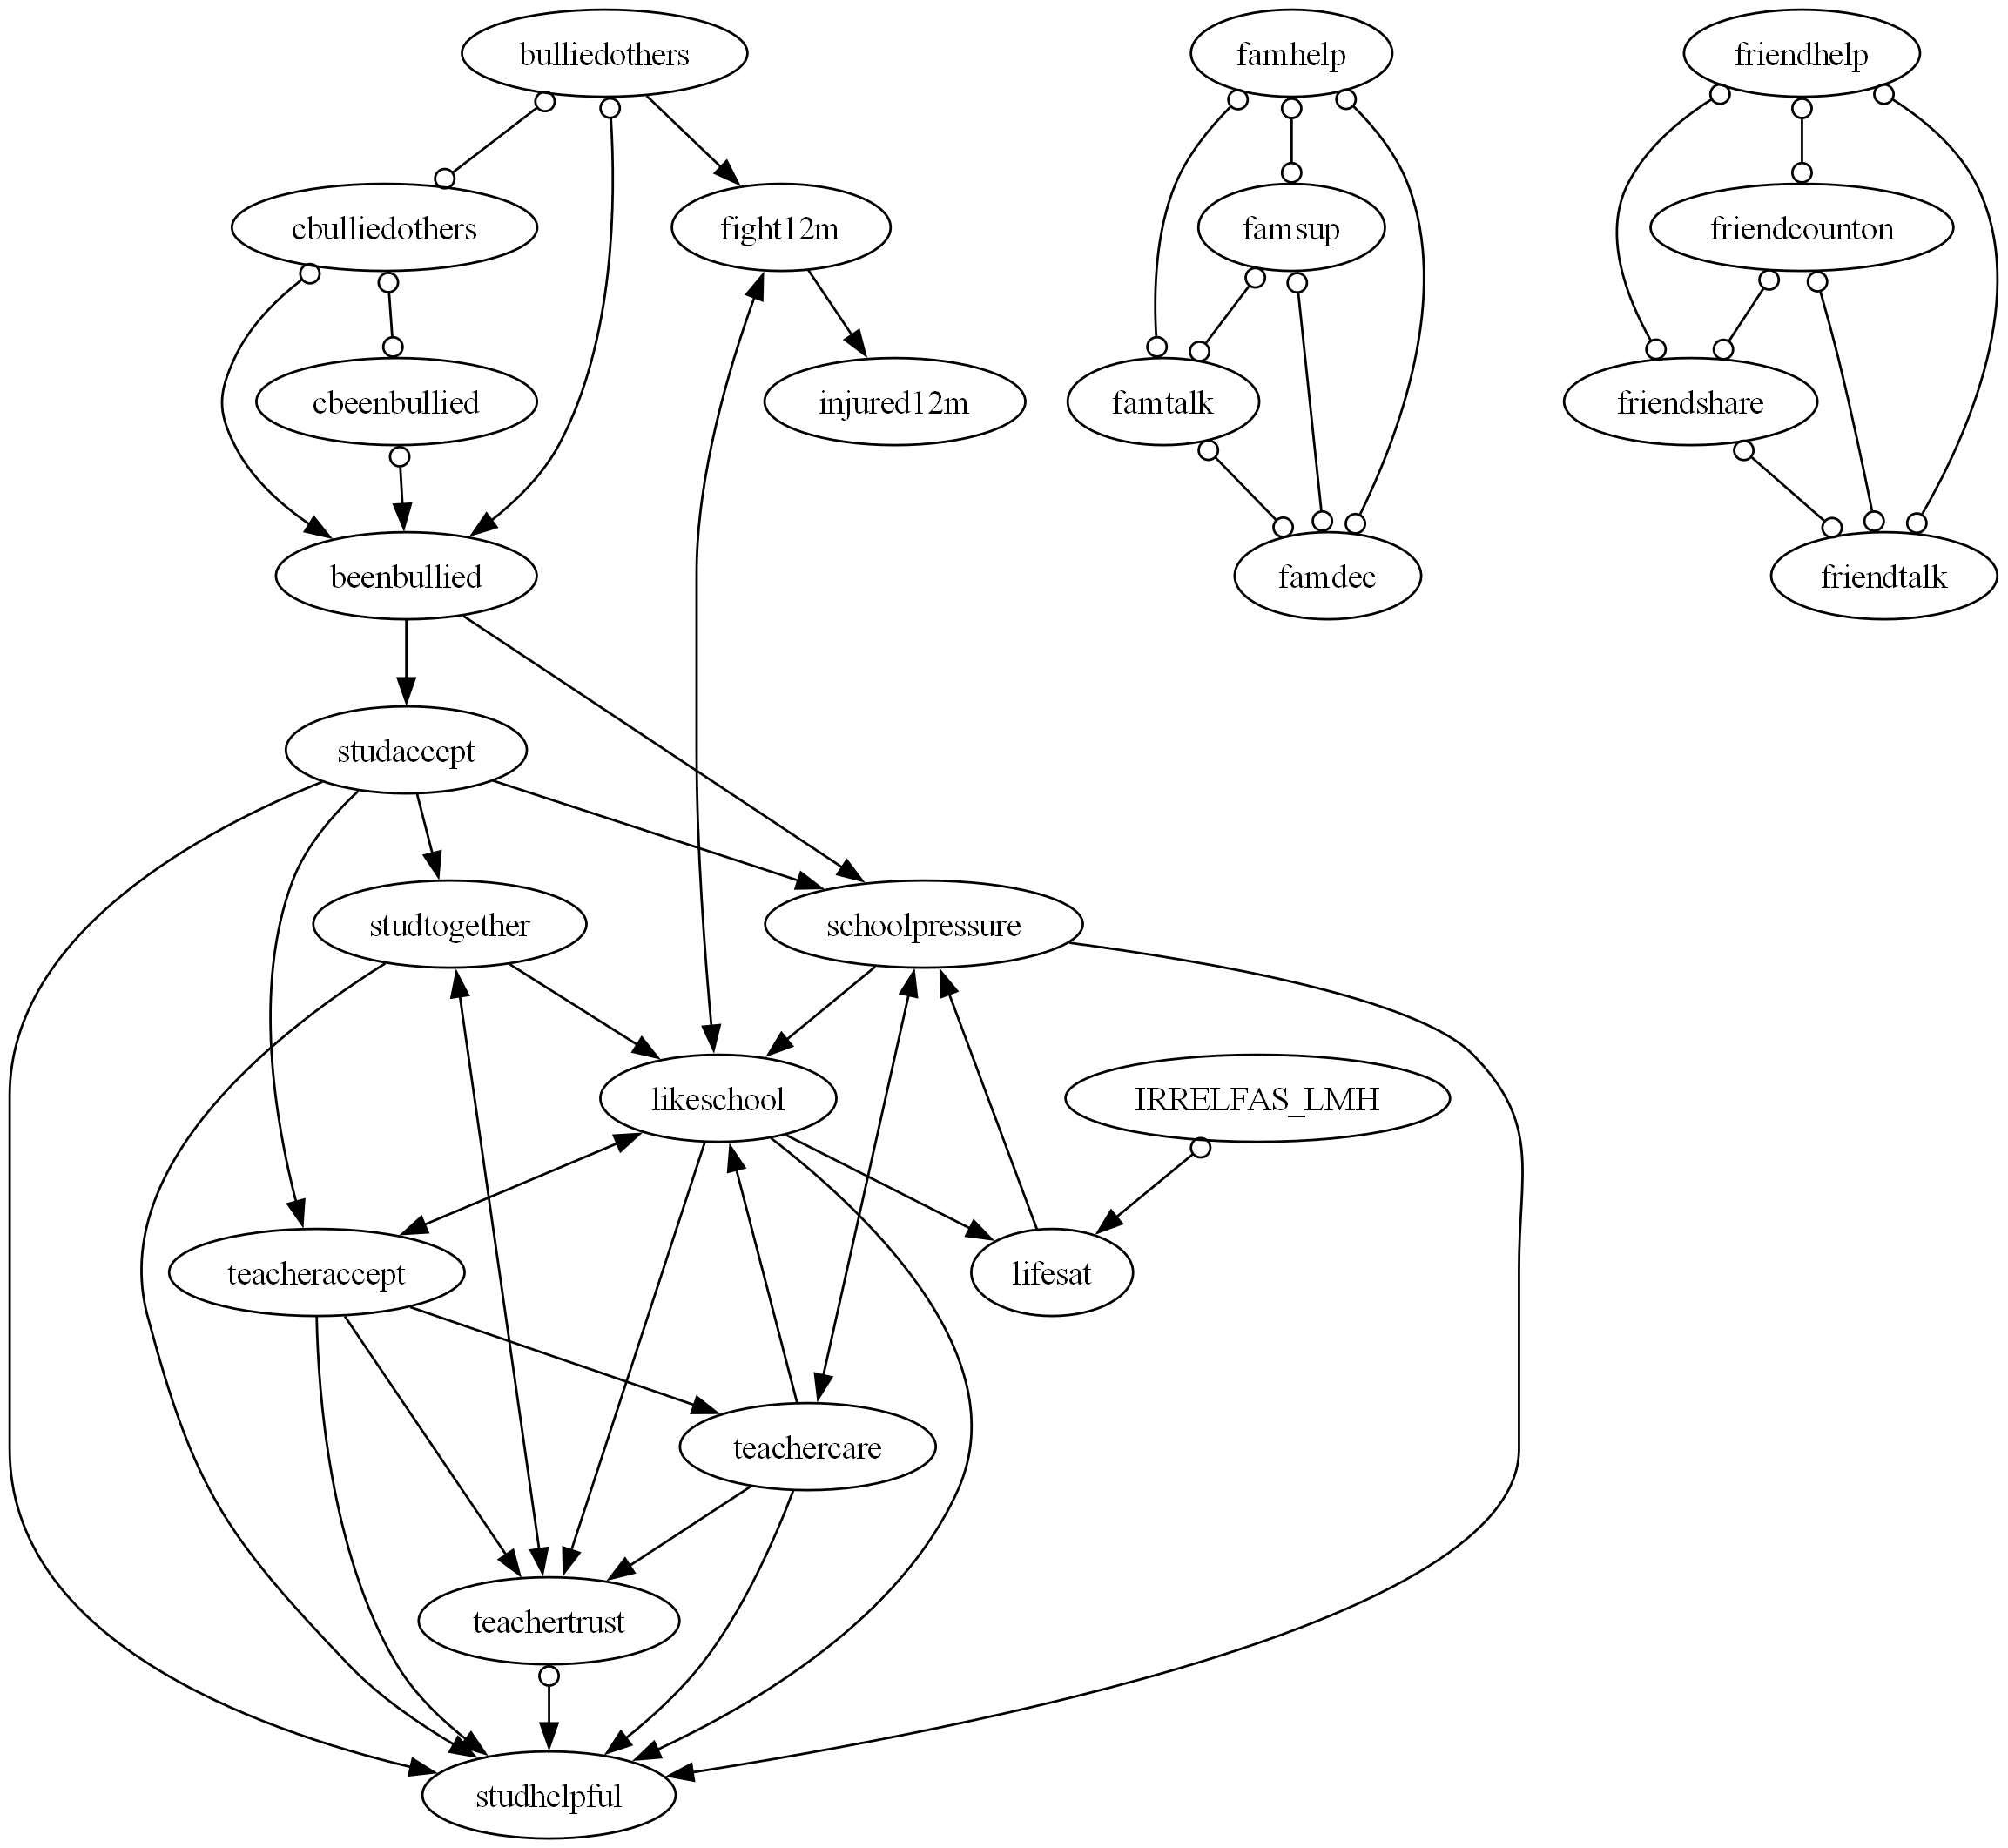 bulliedothers
famhelp
friendhelp
cbulliedothers
fight12m
famsup
friendcounton
cbeenbullied
injured12m
famtalk
friendshare
beenbullied
famdec
friendtalk
studaccept
studtogether
schoolpressure
likeschool
IRRELFAS_LMH
teacheraccept
lifesat
teachercare
teachertrust
studhelpful